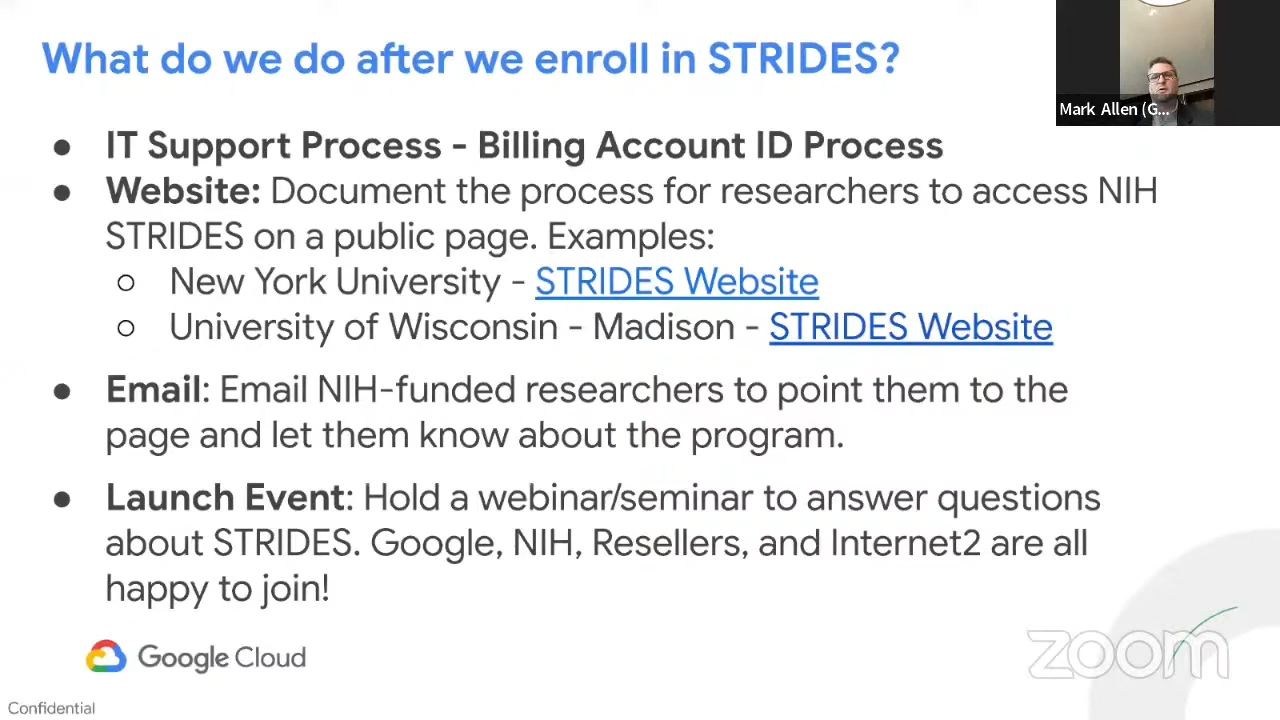 What do we do after we enroll in STRIDES?
Mark Allen (G...
● IT Support Process - Billing Account ID Process
● Website: Document the process for researchers to access NIH
STRIDES on a public page. Examples:
○ New York University - STRIDES Website
○ University of Wisconsin - Madison - STRIDES Website
● Email: Email NIH-funded researchers to point them to the
page and let them know about the program.
● Launch Event: Hold a webinar/seminar to answer questions
about STRIDES. Google, NIH, Resellers, and Internet2 are all
happy to join!
Google Cloud
zoom
Confidential